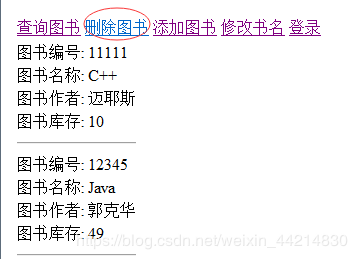 查询图书 删除图书 添加图书 修改书名 登录
图书编号: 11111
图书名称: C++
图书作者: 迈耶斯
图书库存: 10
图书编号: 12345
图书名称: Java
图书作者: 郭克华
图书库存: 49
https://blog.csdn.net/weixin_44214830